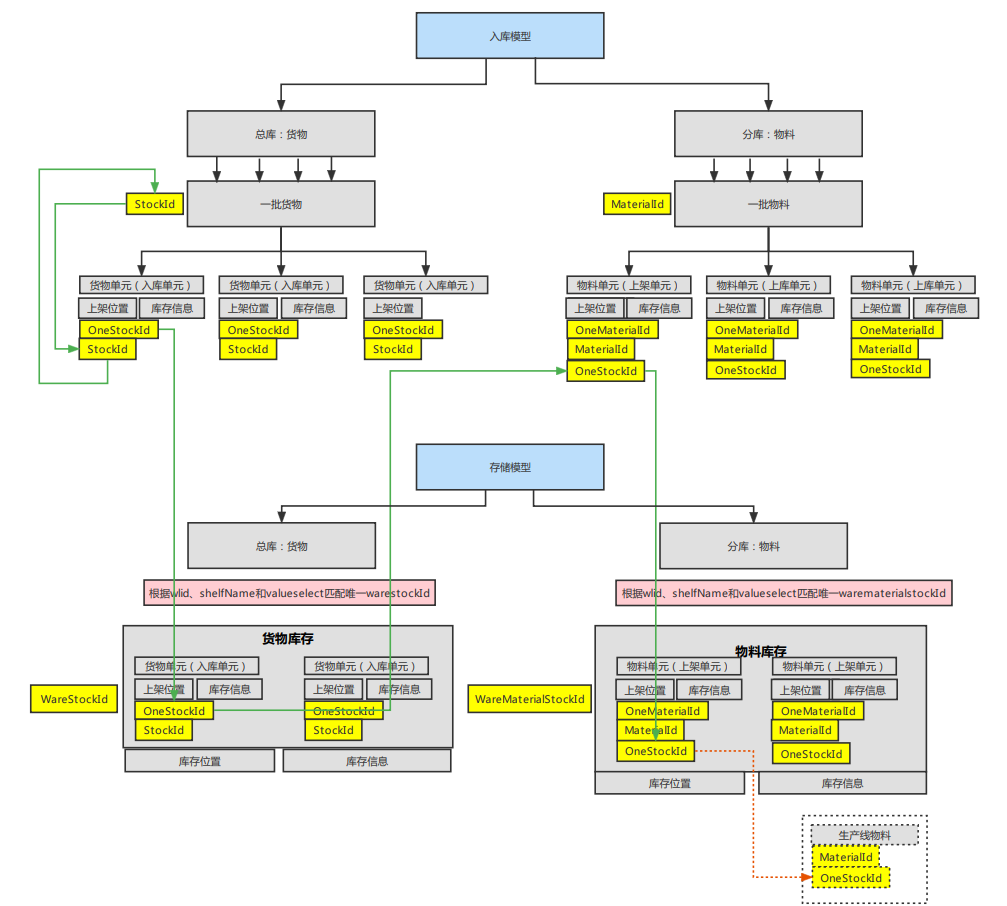 入库模型
总库：货物
分库：物料
StockId
一批货物
MaterialId
一批物料
货物单元（入库单元）
货物单元（入库单元）
货物单元（入库单元）
物料单元（上架单元）
物料单元（上库单元）
物料单元（上库单元）
上架位置
库存信息
上架位置
库存信息
上架位置
上架位置
库存信息
上架位置
库存信息
上架位置
库存信息
OneStockId
OneStockId
OneStockId
OneMaterialId
OneMaterialId
OneMaterialId
StockId
StockId
StockId
MaterialId
MaterialId
MaterialId
OneStockId
OneStockId
OneStockId
存储模型
总库：货物
分库：物料
根据wlid、shelfName和valueselect匹配唯一warestockId
根据wlid、shelfName和valueselect匹配唯一warematerialstockId
货物库存
物料库存
货物单元（入库单元）
货物单元（入库单元）
物料单元（上架单元）
物料单元（上架单元）
上架位置
库存信息
上架位置
库存信息
上架位置
库存信息
上架位置
库存信息
WareStockId
WareMaterialStockId
OneStockId
OneStockId
OneMaterialId
OneMaterialId
StockId
StockId
MaterialId
MaterialId
OneStockId
OneStockId
库存位置
库存信息
库存位置
库存信息
生产线物料
MaterialId
OneStockId